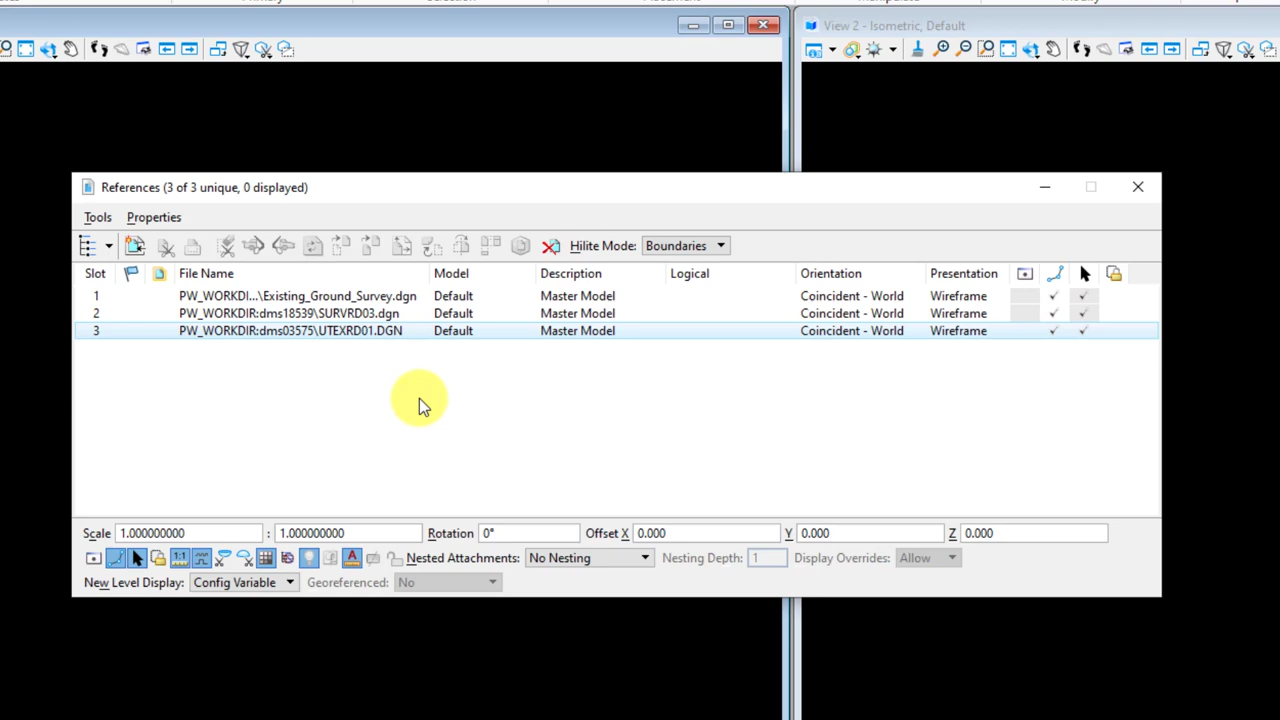 View 2 - Isometric, Default
References (3 of 3 unique, 0 displayed)
Tools Properties
Hilite Mode: Boundaries
Slot File Name Model Description Logical Orientation Presentation
1 PW_WORKDI...\Existing_Ground_Survey.dgn Default Master Model Coincident - World Wireframe
2 PW_WORKDIR:dms18539\SURVRD03.dgn Default Master Model Coincident - World Wireframe
3 PW_WORKDIR:dms03575\UTEXRD01.DGN Default Master Model Coincident - World Wireframe
Scale 1.000000000 : 1.000000000 Rotation 0° Offset X 0.000 Y 0.000 Z 0.000
1:1 A Nested Attachments: No Nesting Nesting Depth: 1 Display Overrides: Allow
New Level Display: Config Variable Georeferenced: No